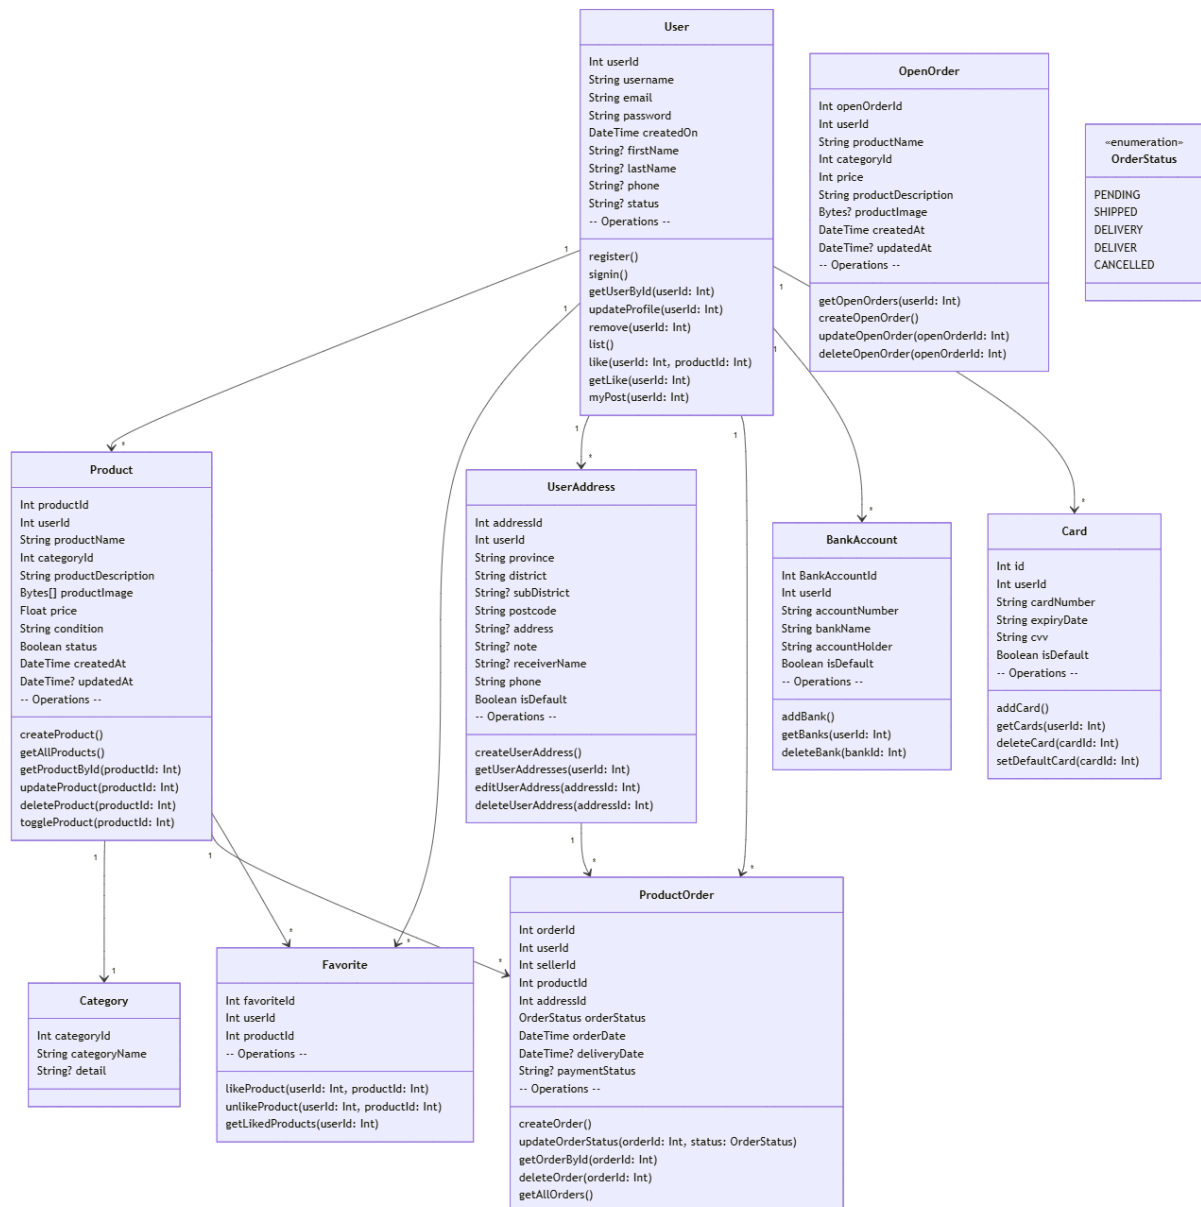 User
Int userId
String username
String email
String password
DateTime createdOn
String? firstName
String? lastName
String? phone
String? status
-- Operations --
register()
signin()
getUserById(userId: Int)
updateProfile(userId: Int)
remove(userId: Int)
list()
like(userId: Int, productId: Int)
getLike(userId: Int)
myPost(userId: Int)
OpenOrder
Int openOrderId
Int userId
String productName
Int categoryId
Int price
String productDescription
Bytes? productImage
DateTime createdAt
DateTime? updatedAt
-- Operations --
getOpenOrders(userId: Int)
createOpenOrder()
updateOpenOrder(openOrderId: Int)
deleteOpenOrder(openOrderId: Int)
«enumeration»
OrderStatus
PENDING
SHIPPED
DELIVERY
DELIVER
CANCELLED
1
1
1
1
1
1
*
*
*
*
*
*
Product
Int productId
Int userId
String productName
Int categoryId
String productDescription
Bytes[] productImage
Float price
String condition
Boolean status
DateTime createdAt
DateTime? updatedAt
-- Operations --
createProduct()
getAllProducts()
getProductById(productId: Int)
updateProduct(productId: Int)
deleteProduct(productId: Int)
toggleProduct(productId: Int)
UserAddress
Int addressId
Int userId
String province
String district
String? subDistrict
String postcode
String? address
String? note
String? receiverName
String phone
Boolean isDefault
-- Operations --
createUserAddress()
getUserAddresses(userId: Int)
editUserAddress(addressId: Int)
deleteUserAddress(addressId: Int)
BankAccount
Int BankAccountId
Int userId
String accountNumber
String bankName
String accountHolder
Boolean isDefault
-- Operations --
addBank()
getBanks(userId: Int)
deleteBank(bankId: Int)
Card
Int id
Int userId
String cardNumber
String expiryDate
String cvv
Boolean isDefault
-- Operations --
addCard()
getCards(userId: Int)
deleteCard(cardId: Int)
setDefaultCard(cardId: Int)
1
1
1
1
*
*
*
Category
Int categoryId
String categoryName
String? detail
Favorite
Int favoriteId
Int userId
Int productId
-- Operations --
likeProduct(userId: Int, productId: Int)
unlikeProduct(userId: Int, productId: Int)
getLikedProducts(userId: Int)
ProductOrder
Int orderId
Int userId
Int sellerId
Int productId
Int addressId
OrderStatus orderStatus
DateTime orderDate
DateTime? deliveryDate
String? paymentStatus
-- Operations --
createOrder()
updateOrderStatus(orderId: Int, status: OrderStatus)
getOrderById(orderId: Int)
deleteOrder(orderId: Int)
getAllOrders()